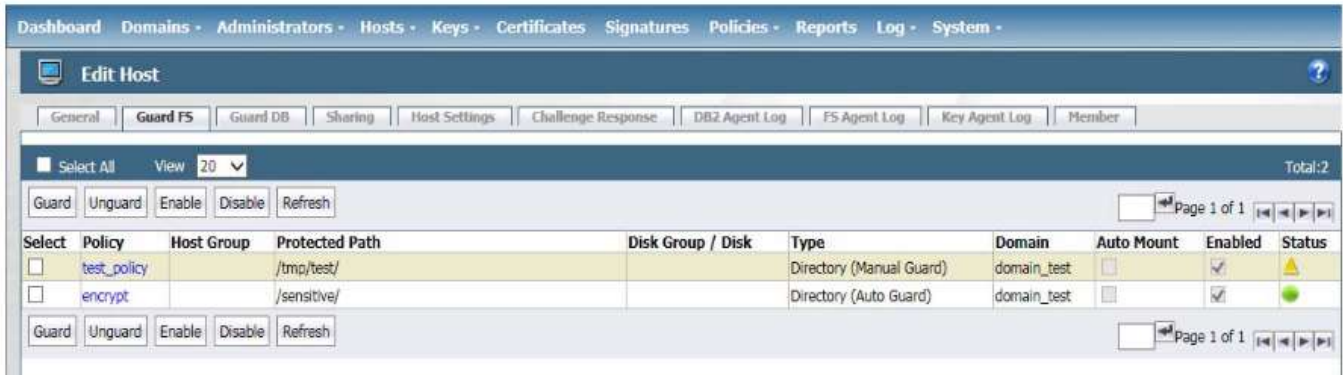 Dashboard Domains Administrators Hosts Keys Certificates Signatures Policies Reports Log System
Edit Host ?
General Guard FS Guard DB Sharing Host Settings Challenge Response DB2 Agent Log FS Agent Log Key Agent Log Member
Select All View 20 Total:2
Guard Unguard Enable Disable Refresh Page 1 of 1
Select Policy Host Group Protected Path Disk Group / Disk Type Domain Auto Mount Enabled Status
test_policy /tmp/test/ Directory (Manual Guard) domain_test
encrypt /sensitive/ Directory (Auto Guard) domain_test
Guard Unguard Enable Disable Refresh Page 1 of 1